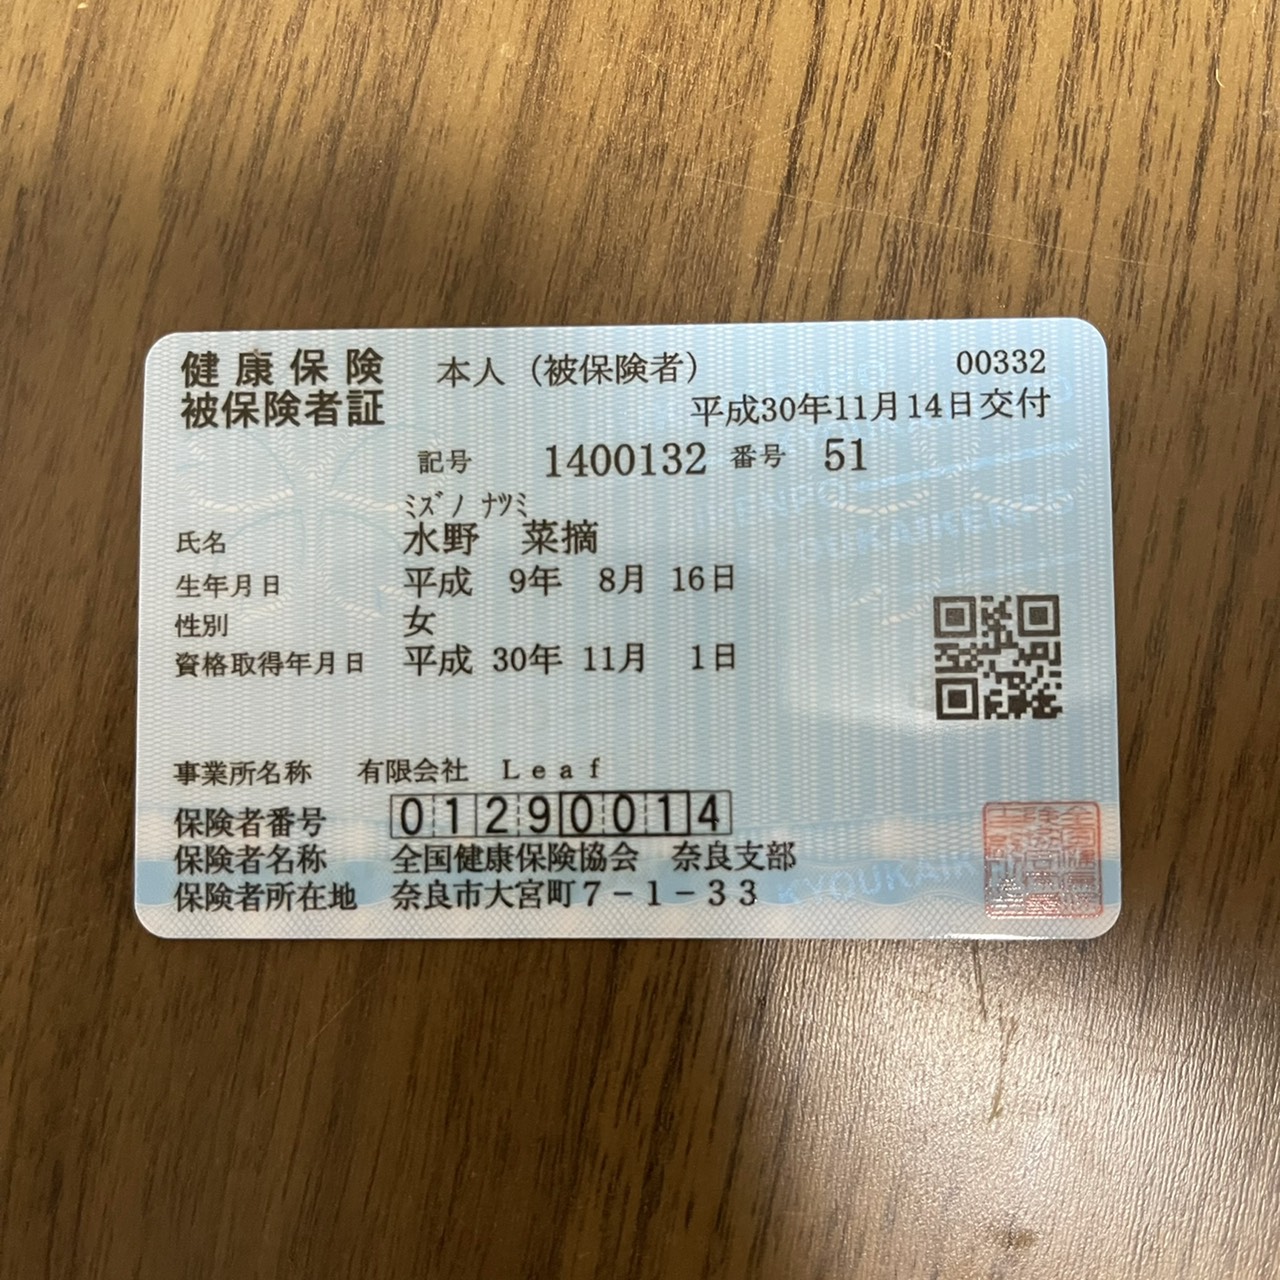 健康保険 本人（被保険者） 00332
被保険者証 平成30年11月14日交付
記号 1400132 番号 51
ﾐｽﾞﾉ ﾅﾂﾐ
氏名 水野 菜摘
生年月日 平成 9年 8月 16日
性別 女
資格取得年月日 平成 30年 11月 1日
事業所名称 有限会社 Leaf
保険者番号 01290014
保険者名称 全国健康保険協会 奈良支部
保険者所在地 奈良市大宮町7-1-33
KYOUKAIK